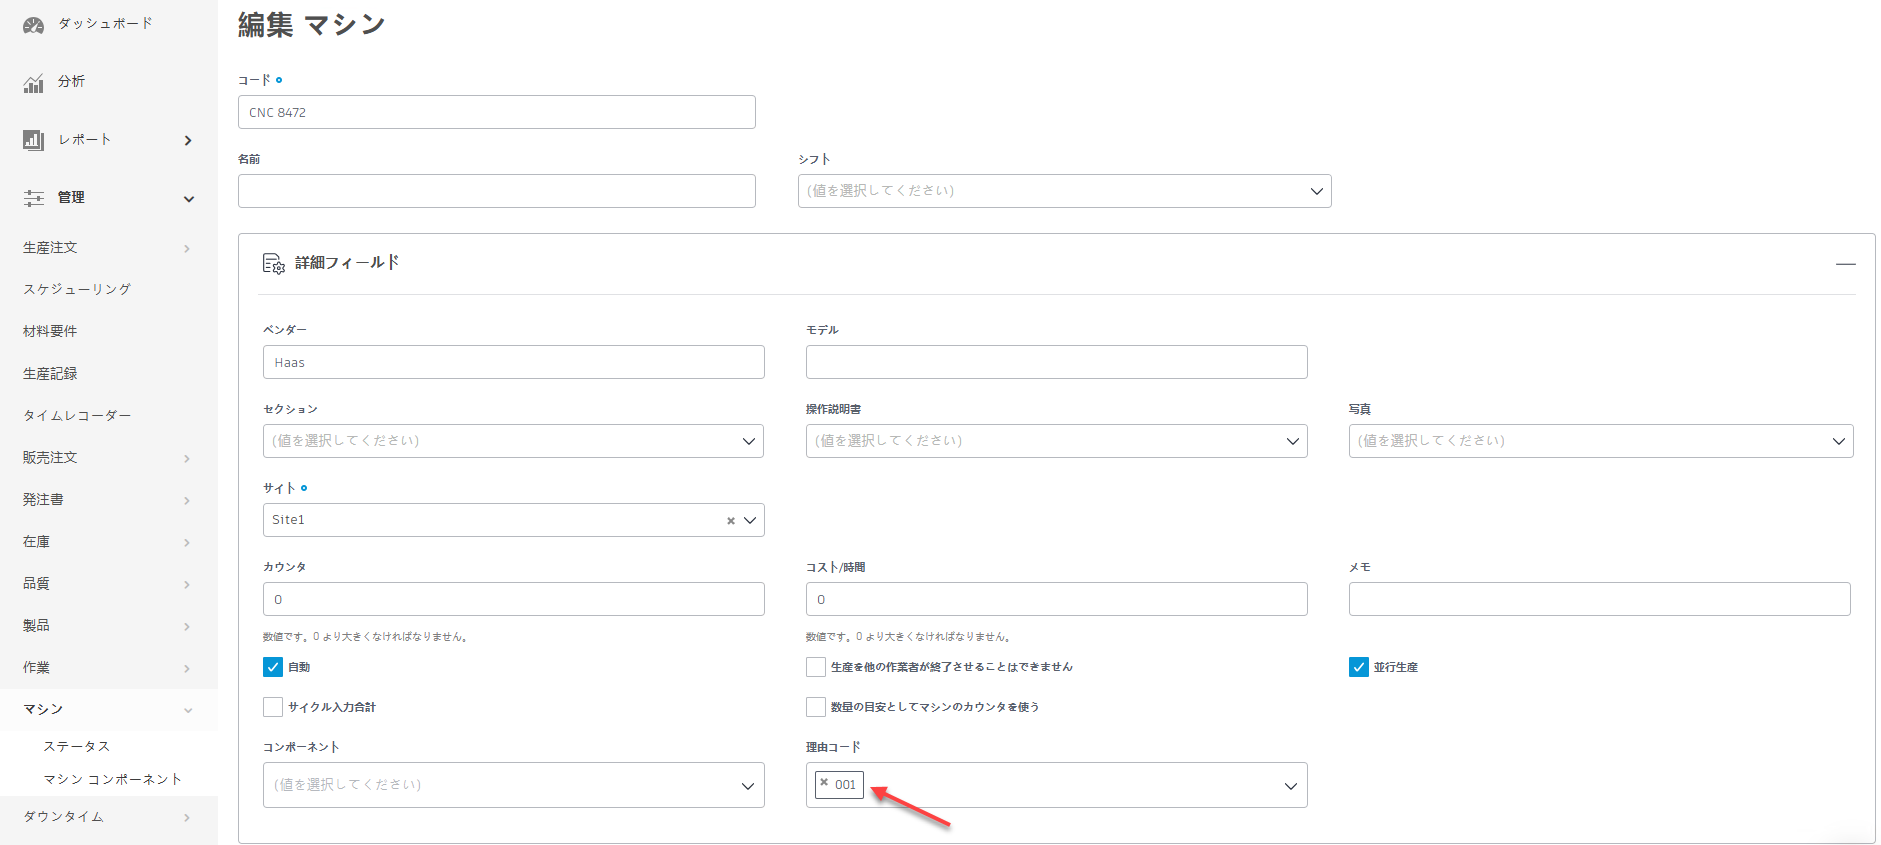 ダッシュボード
分析
レポート
管理
生産注文
スケジューリング
材料要件
生産記録
タイムレコーダー
販売注文
発注書
在庫
品質
製品
作業
マシン
ステータス
マシン コンポーネント
ダウンタイム
編集 マシン
コード
CNC 8472
名前
シフト
(値を選択してください)
詳細フィールド
ベンダー
モデル
Haas
セクション
操作説明書
写真
(値を選択してください)
(値を選択してください)
(値を選択してください)
サイト
Site1
カウンタ
コスト/時間
メモ
0
0
数値です。0 より大きくなければなりません。
数値です。0 より大きくなければなりません。
自動
生産を他の作業者が終了させることはできません
並行生産
サイクル入力合計
数量の目安としてマシンのカウンタを使う
コンポーネント
理由コード
(値を選択してください)
001